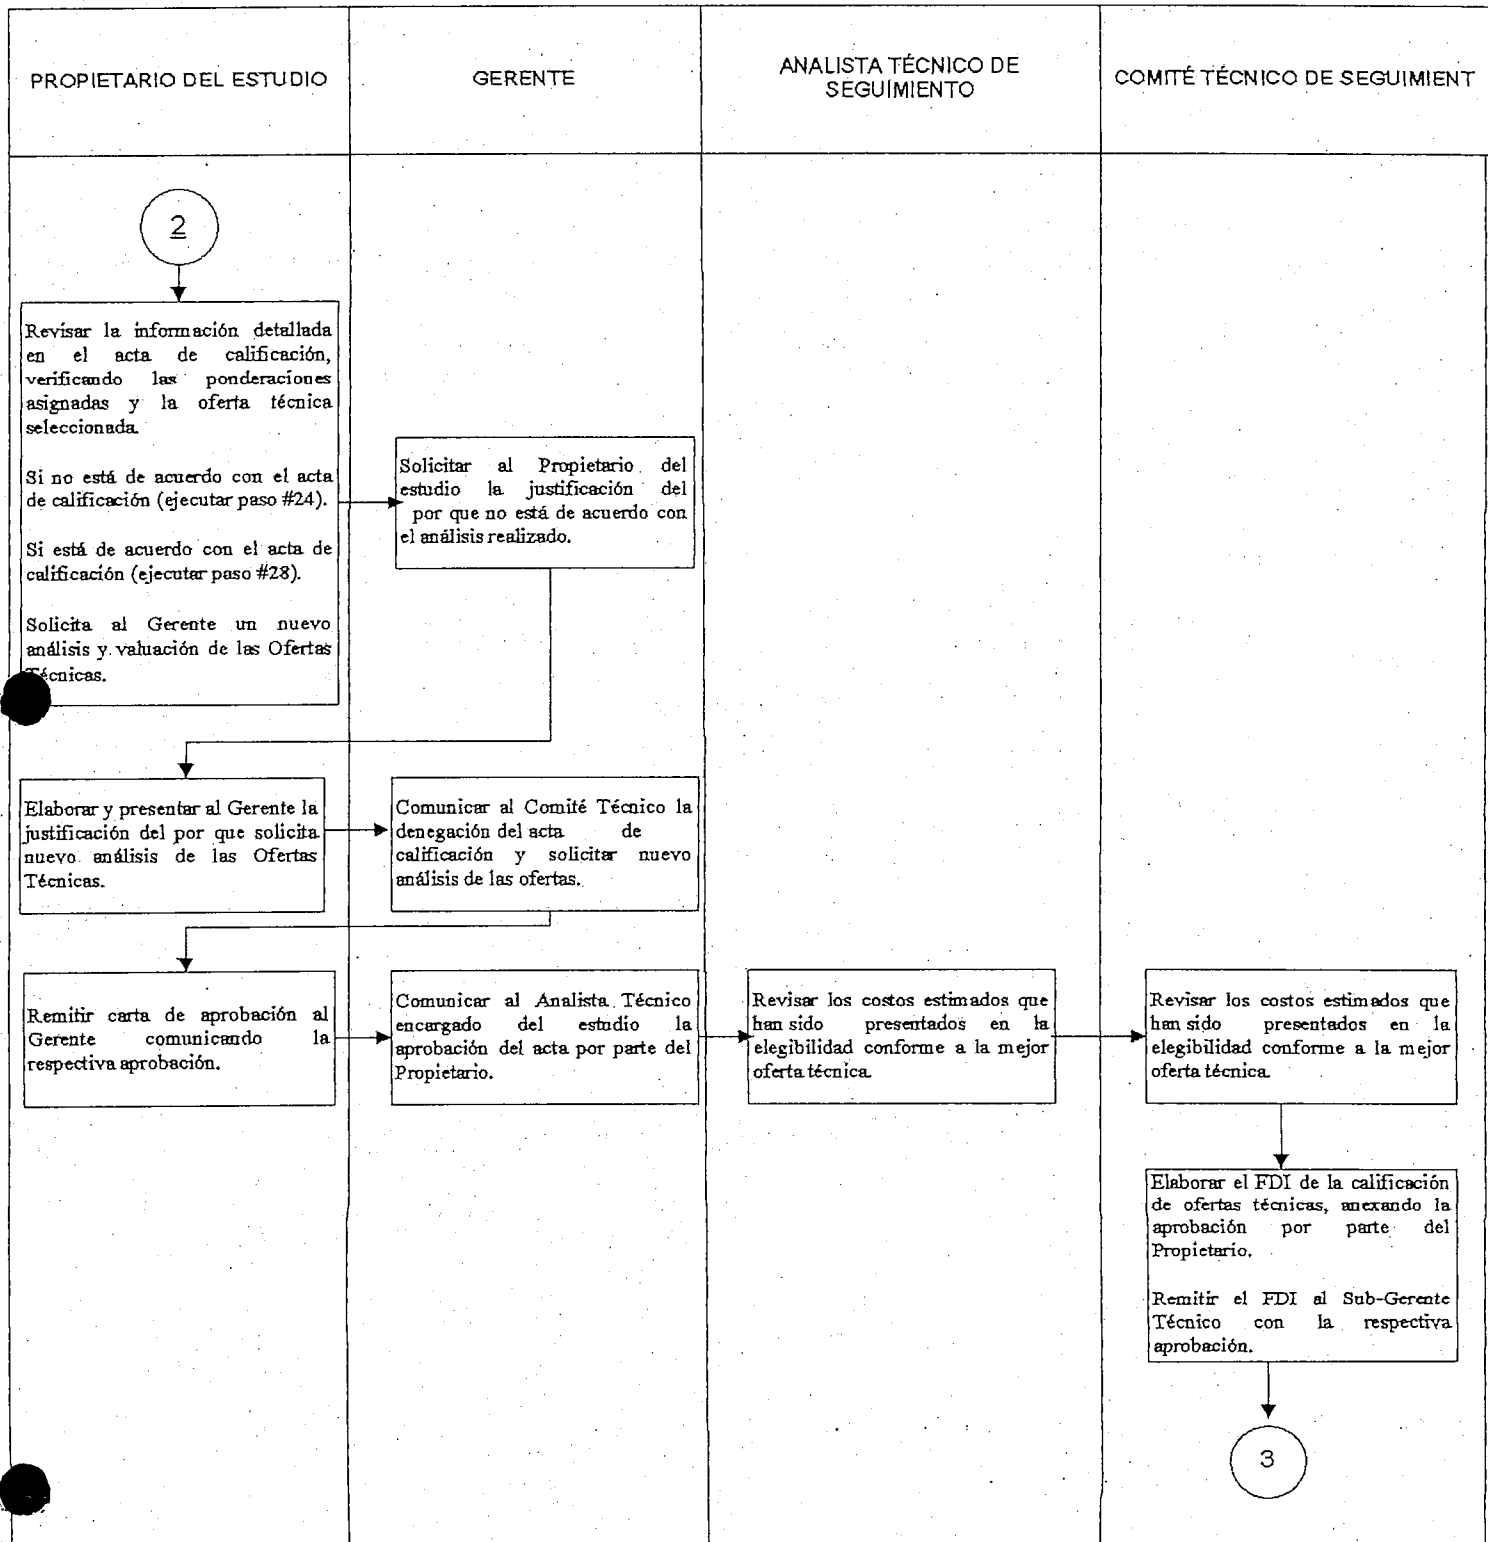 PROPIETARIO DEL ESTUDIO
GERENTE
ANALISTA TÉCNICO DE
SEGUIMIENTO
COMITÉ TÉCNICO DE SEGUIMIENT
2
Revisar la información detallada
en el acta de calificación,
verificando las ponderaciones
asignadas y la oferta técnica
seleccionada.
Si no está de acuerdo con el acta
de calificación (ejecutar paso #24).
Si está de acuerdo con el acta de
calificación (ejecutar paso #28).
Solicita al Gerente un nuevo
análisis y valuación de las Ofertas
Técnicas.
Solicitar al Propietario del
estudio la justificación del
por que no está de acuerdo con
el análisis realizado.
Elaborar y presentar al Gerente la
justificación del por que solicita
nuevo análisis de las Ofertas
Técnicas.
Comunicar al Comité Técnico la
denegación del acta de
calificación y solicitar nuevo
análisis de las ofertas.
Remitir carta de aprobación al
Gerente comunicando la
respectiva aprobación.
Comunicar al Analista Técnico
encargado del estudio la
aprobación del acta por parte del
Propietario.
Revisar los costos estimados que
han sido presentados en la
elegibilidad conforme a la mejor
oferta técnica.
Revisar los costos estimados que
han sido presentados en la
elegibilidad conforme a la mejor
oferta técnica.
Elaborar el FDI de la calificación
de ofertas técnicas, anexando la
aprobación por parte del
Propietario.
Remitir el FDI al Sub-Gerente
Técnico con la respectiva
aprobación.
3